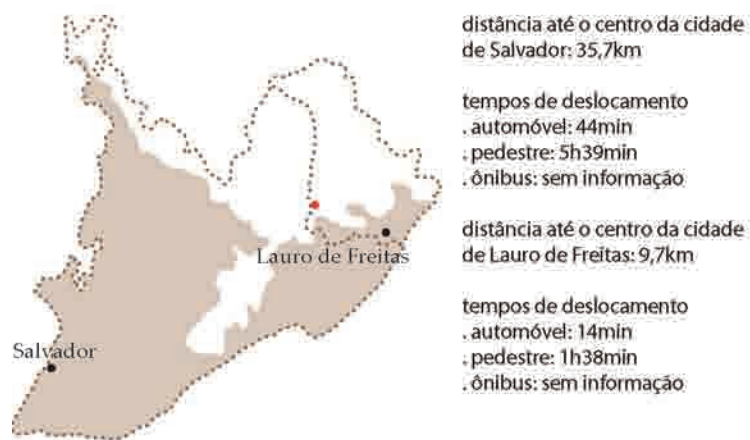 distância até o centro da cidade
de Salvador: 35,7km
tempos de deslocamento
. automóvel: 44min
. pedestre: 5h39min
. ônibus: sem informação
distância até o centro da cidade
de Lauro de Freitas: 9,7km
tempos de deslocamento
. automóvel: 14min
. pedestre: 1h38min
. ônibus: sem informação
Lauro de Freitas
Salvador